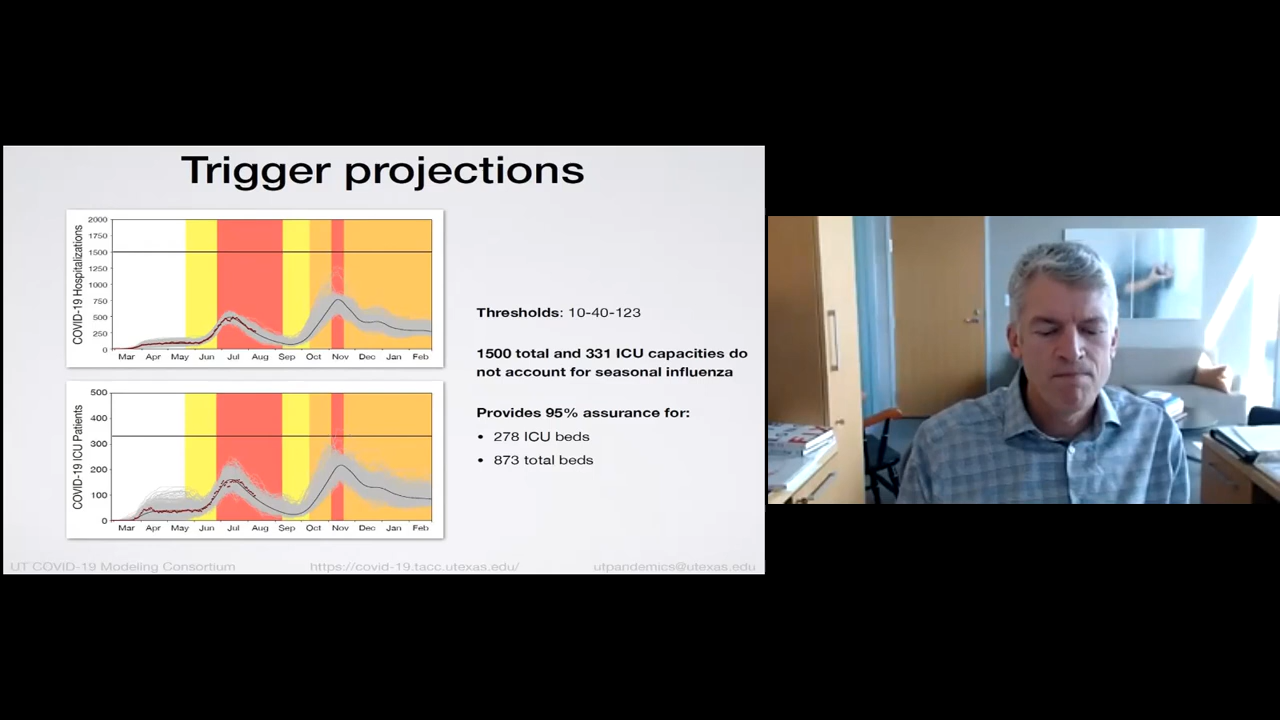 Trigger projections
COVID-19 Hospitalizations
2000
1750
1500
1250
1000
750
500
250
0
Mar Apr May Jun Jul Aug Sep Oct Nov Dec Jan Feb
COVID-19 ICU Patients
500
400
300
200
100
0
Mar Apr May Jun Jul Aug Sep Oct Nov Dec Jan Feb
Thresholds: 10-40-123
1500 total and 331 ICU capacities do
not account for seasonal influenza
Provides 95% assurance for:
• 278 ICU beds
• 873 total beds
UT COVID-19 Modeling Consortium
https://covid-19.tacc.utexas.edu/
utpandemics@utexas.edu